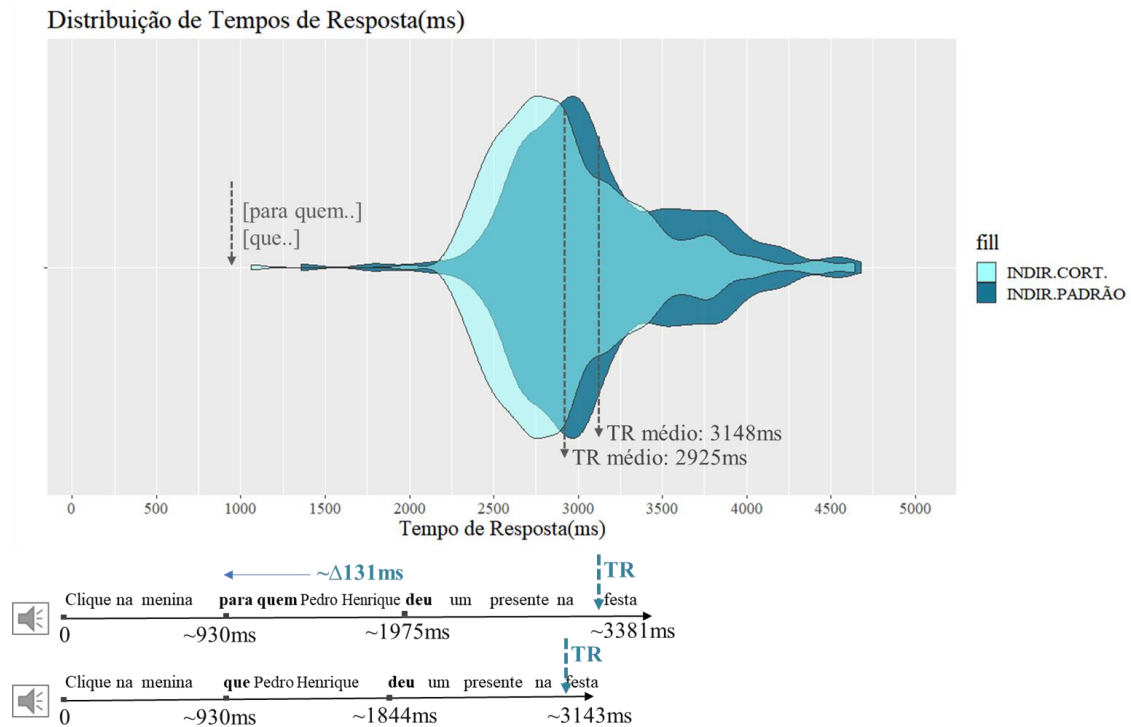 Distribuição de Tempos de Resposta(ms)
[para quem..]
[que..]
fill
INDIR.CORT.
INDIR.PADRÃO
TR médio: 3148ms
TR médio: 2925ms
0 500 1000 1500 2000 2500 3000 3500 4000 4500 5000
Tempo de Resposta(ms)
~Δ131ms
TR
Clique na menina para quem Pedro Henrique deu um presente na festa
0 ~930ms ~1975ms ~3381ms
TR
Clique na menina que Pedro Henrique deu um presente na festa
0 ~930ms ~1844ms ~3143ms